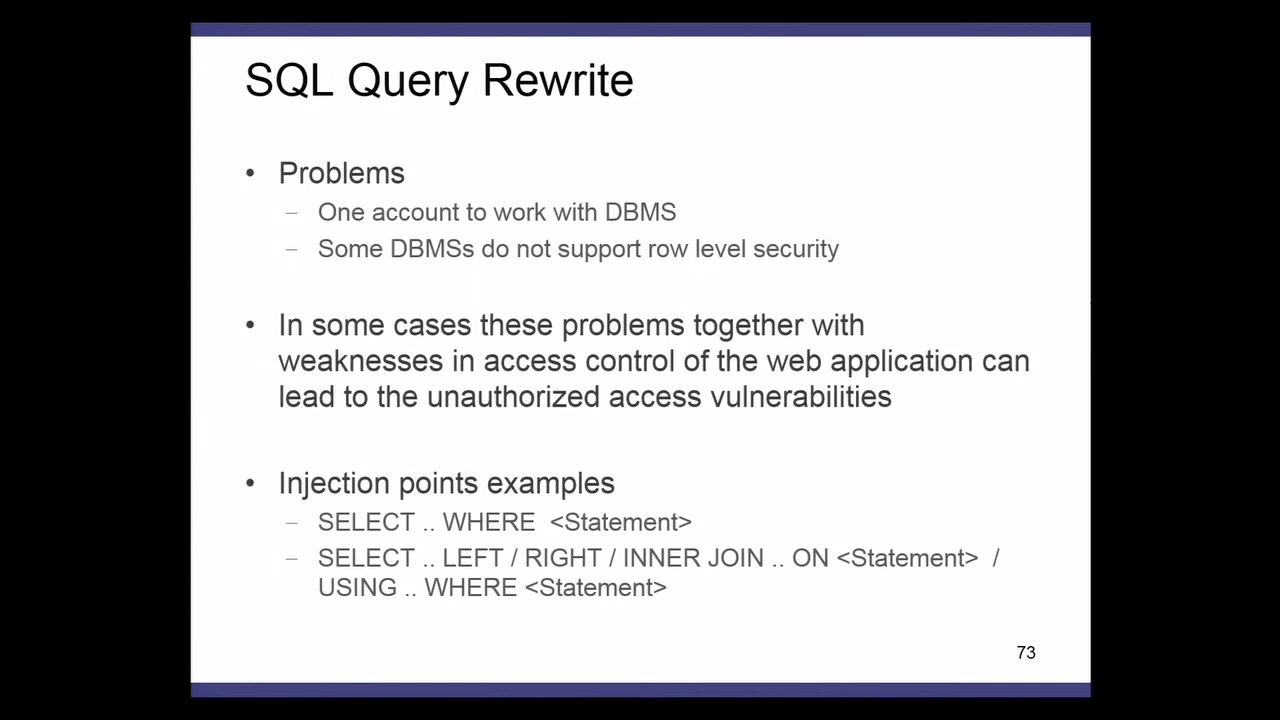 SQL Query Rewrite
• Problems
– One account to work with DBMS
– Some DBMSs do not support row level security
• In some cases these problems together with
weaknesses in access control of the web application can
lead to the unauthorized access vulnerabilities
• Injection points examples
– SELECT .. WHERE <Statement>
– SELECT .. LEFT / RIGHT / INNER JOIN .. ON <Statement> /
USING .. WHERE <Statement>
73